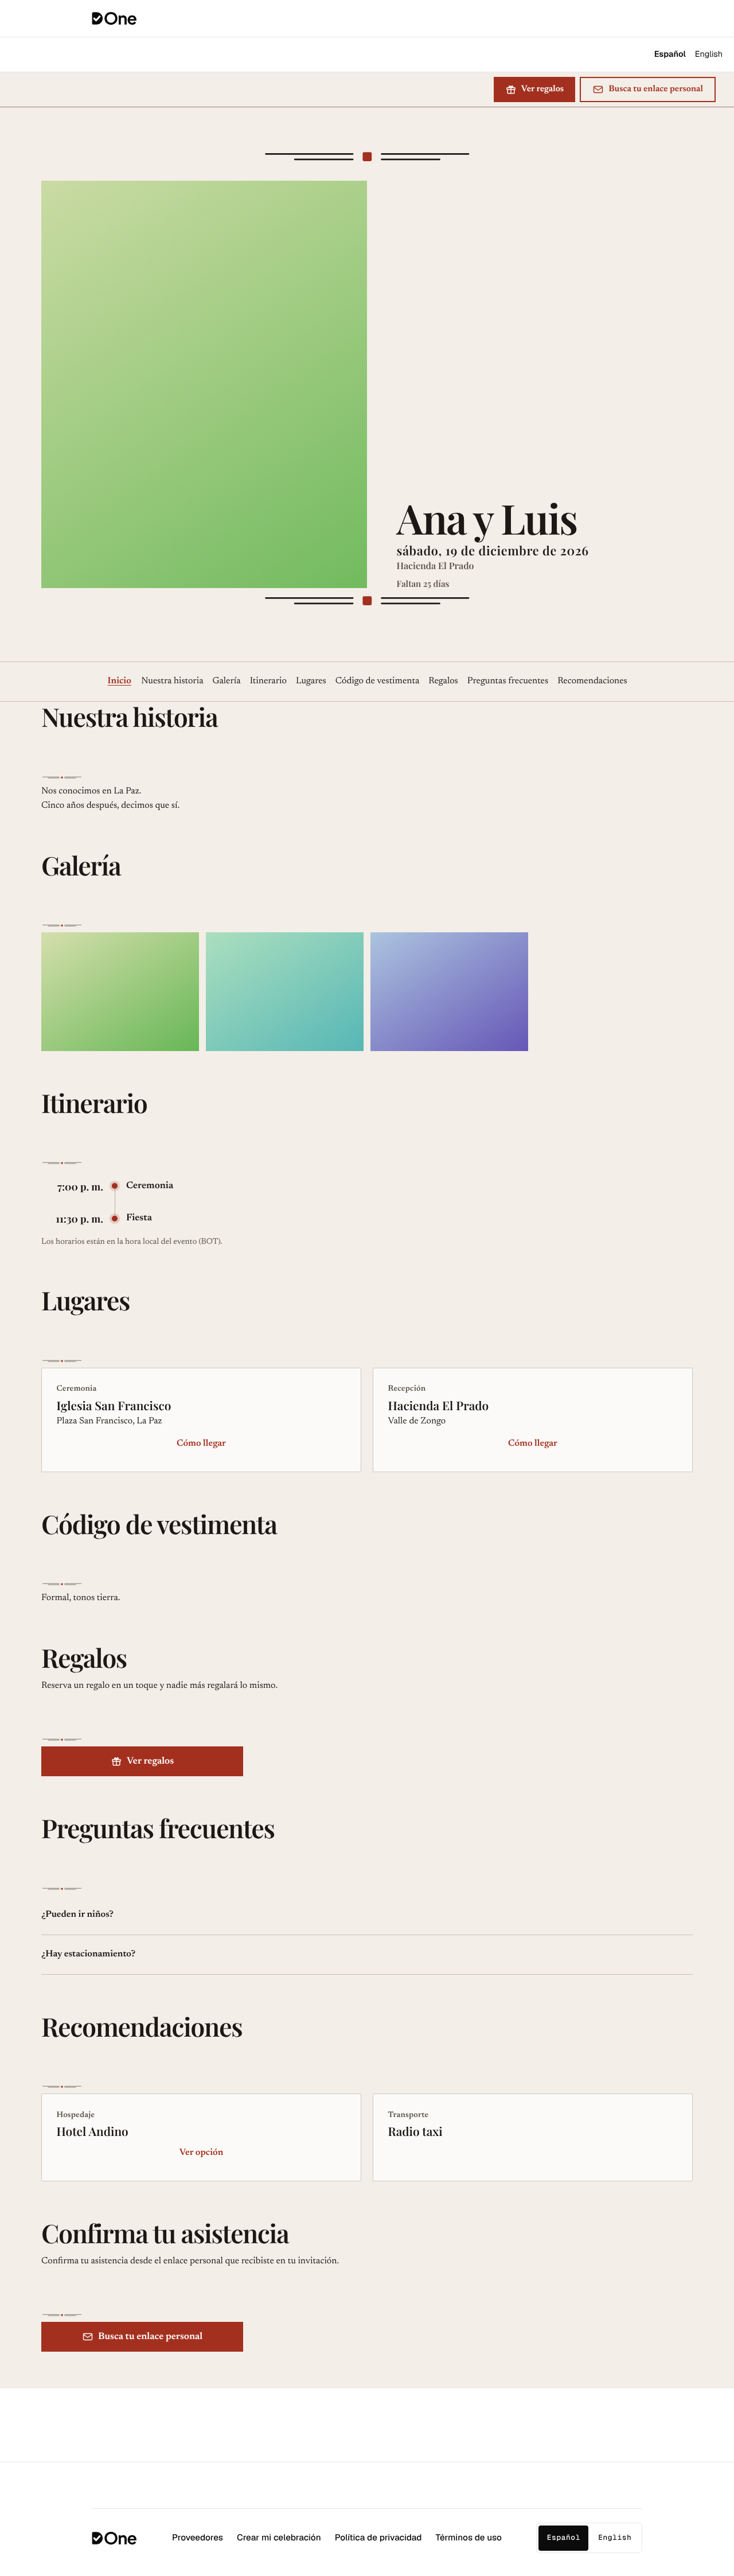 One
Español English
Ver regalos Busca tu enlace personal
Ana y Luis
sábado, 19 de diciembre de 2026
Hacienda El Prado
Faltan 25 días
Inicio Nuestra historia Galería Itinerario Lugares Código de vestimenta Regalos Preguntas frecuentes Recomendaciones
Nuestra historia
Nos conocimos en La Paz.
Cinco años después, decimos que sí.
Galería
Itinerario
7:00 p. m. Ceremonia
11:30 p. m. Fiesta
Los horarios están en la hora local del evento (BOT).
Lugares
Ceremonia
Iglesia San Francisco
Plaza San Francisco, La Paz
Cómo llegar
Recepción
Hacienda El Prado
Valle de Zongo
Cómo llegar
Código de vestimenta
Formal, tonos tierra.
Regalos
Reserva un regalo en un toque y nadie más regalará lo mismo.
Ver regalos
Preguntas frecuentes
¿Pueden ir niños?
¿Hay estacionamiento?
Recomendaciones
Hospedaje
Hotel Andino
Ver opción
Transporte
Radio taxi
Confirma tu asistencia
Confirma tu asistencia desde el enlace personal que recibiste en tu invitación.
Busca tu enlace personal
One
Proveedores Crear mi celebración Política de privacidad Términos de uso
Español English